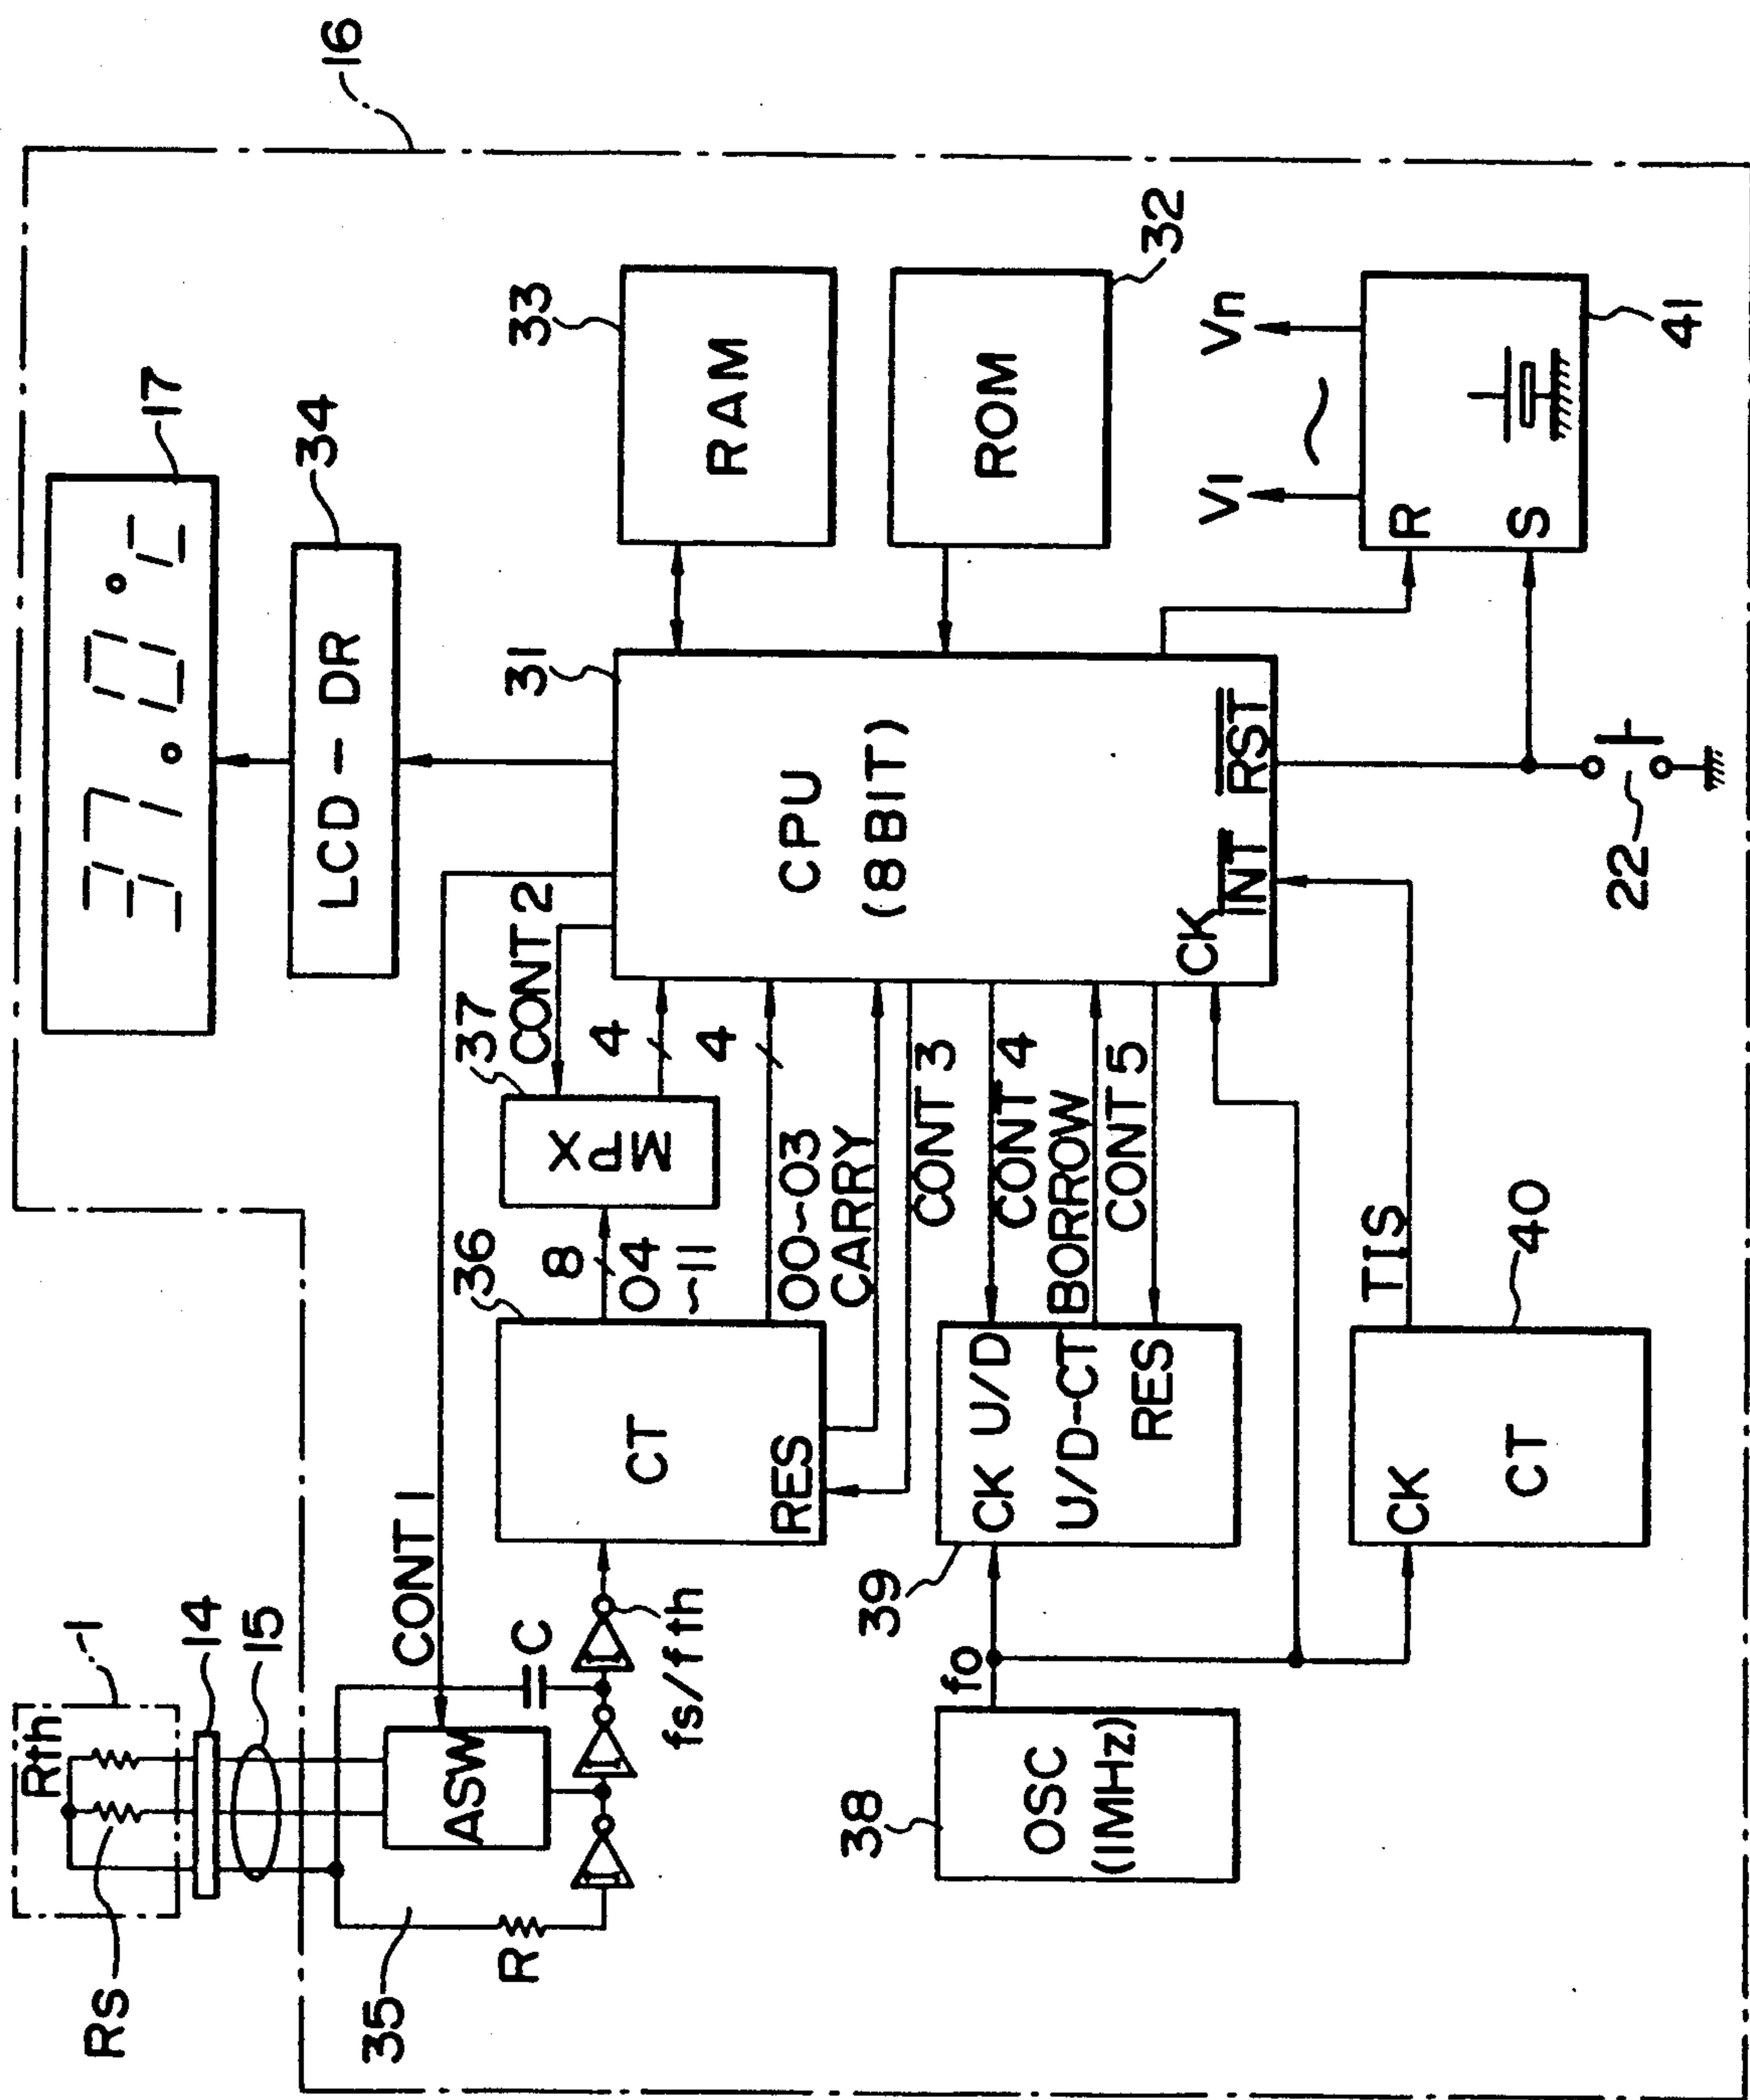 16
37.0°C
17
LCD-DR
34
RAM
33
ROM
32
V1 ~ Vn
R
S
41
31
CPU
(8BIT)
CK
INT
RST
22
CONT 1
CONT 2
37
MPX
4
4
36
8
04
~11
00~03
CARRY
CONT 3
CONT 4
BORROW
CONT 5
CT
RES
39
CK U/D
U/D-CT
RES
TIS
40
CK
CT
fo
38
OSC
(1MHz)
1
Rth
Rs
14
15
ASW
C
fs/fth
R
35